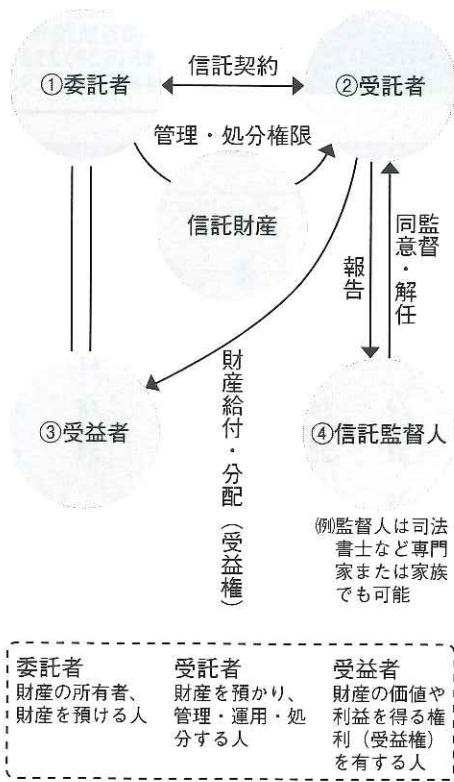 ①委託者
信託契約
②受託者
管理・処分権限
信託財産
報告
監督
同意・解任
③受益者
財産給付・分配（受益権）
④信託監督人
㈎監督人は司法
書士など専門
家または家族
でも可能
委託者
財産の所有者、
財産を預ける人
受託者
財産を預かり、
管理・運用・処
分する人
受益者
財産の価値や
利益を得る権
利（受益権）
を有する人